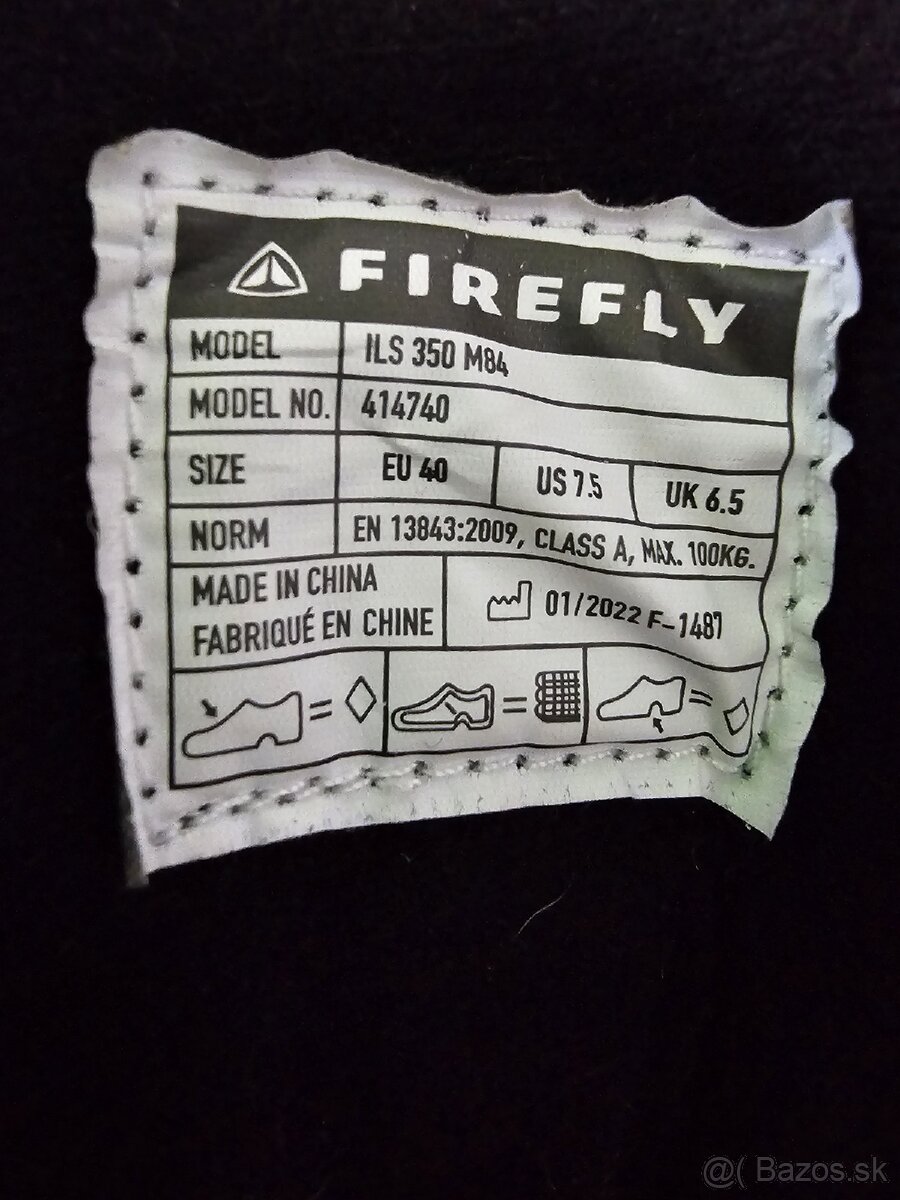 FIREFLY
MODEL ILS 350 M84
MODEL NO. 414740
SIZE EU 40 US 7.5 UK 6.5
NORM EN 13843:2009, CLASS A, MAX. 100KG.
MADE IN CHINA
FABRIQUÉ EN CHINE
01/2022 F-1487
= 
=
=
@( Bazos.sk